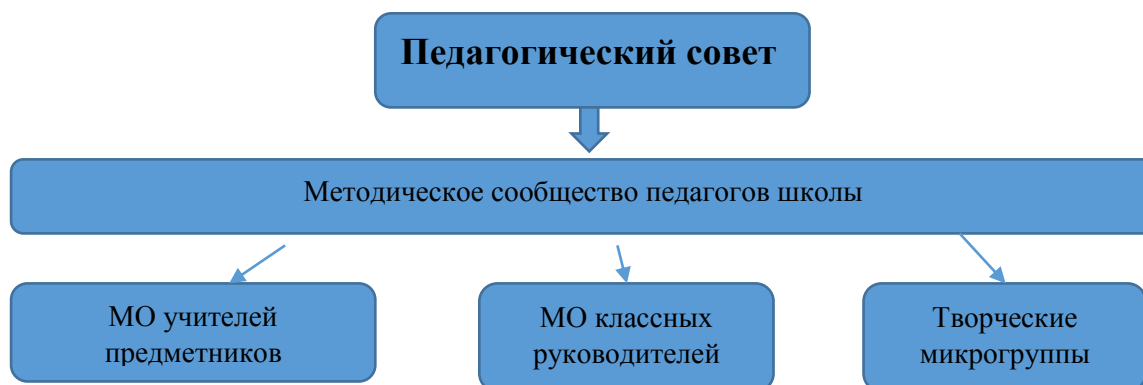 Педагогический совет
Методическое сообщество педагогов школы
МО учителей
предметников
МО классных
руководителей
Творческие
микрогруппы